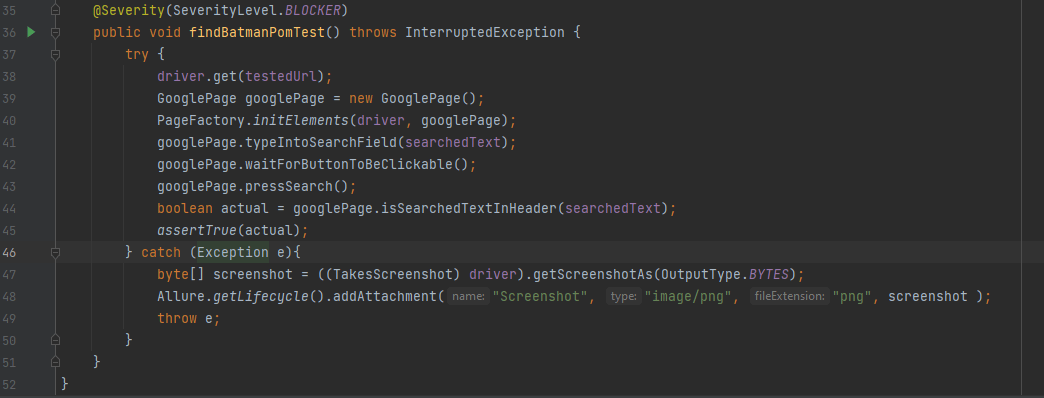 35 @Severity(SeverityLevel.BLOCKER)
36 public void findBatmanPomTest() throws InterruptedException {
37 try {
38 driver.get(testedUrl);
39 GooglePage googlePage = new GooglePage();
40 PageFactory.initElements(driver, googlePage);
41 googlePage.typeIntoSearchField(searchedText);
42 googlePage.waitForButtonToBeClickable();
43 googlePage.pressSearch();
44 boolean actual = googlePage.isSearchedTextInHeader(searchedText);
45 assertTrue(actual);
46 } catch (Exception e){
47 byte[] screenshot = ((TakesScreenshot) driver).getScreenshotAs(OutputType.BYTES);
48 Allure.getLifecycle().addAttachment( name: "Screenshot", type: "image/png", fileExtension: "png", screenshot );
49 throw e;
50 }
51 }
52 }